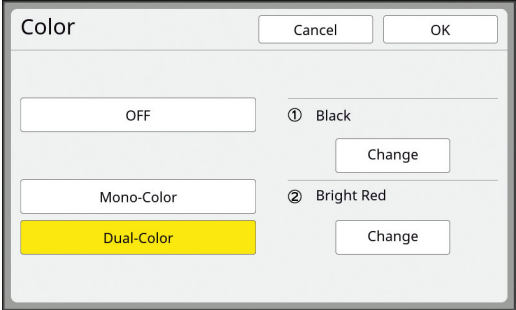 Color
Cancel
OK
OFF
① Black
Change
Mono-Color
② Bright Red
Dual-Color
Change